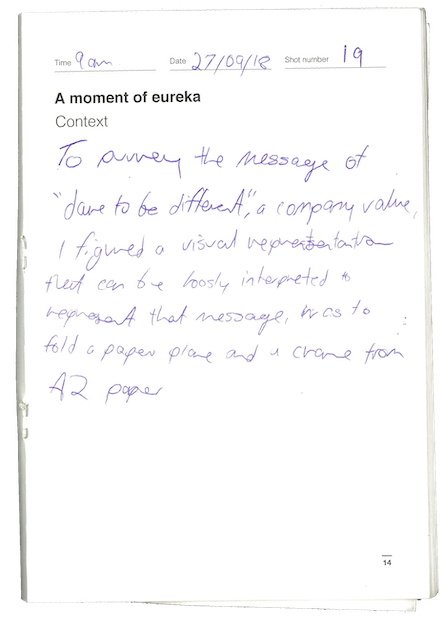 Time 9am Date 27/09/18 Shot number 19
A moment of eureka
Context
To the message of
"dare to be different", a company value,
I figured a visual representation
that can be loosly interpreted to
represent that message, was to
fold a paper plane and a crane from
A2 paper
14